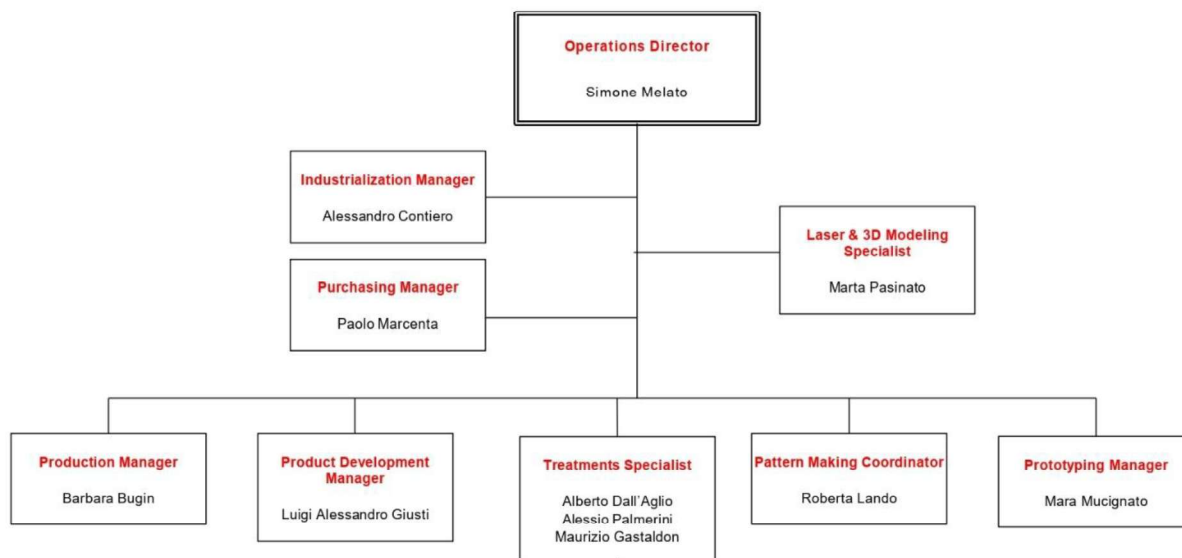 Operations Director
Simone Melato
Industrialization Manager
Alessandro Contiero
Laser & 3D Modeling
Specialist
Marta Pasinato
Purchasing Manager
Paolo Marcenta
Production Manager
Barbara Bugin
Product Development
Manager
Luigi Alessandro Giusti
Treatments Specialist
Alberto Dall'Aglio
Alessio Palmerini
Maurizio Gastaldon
Pattern Making Coordinator
Roberta Lando
Prototyping Manager
Mara Mucignato